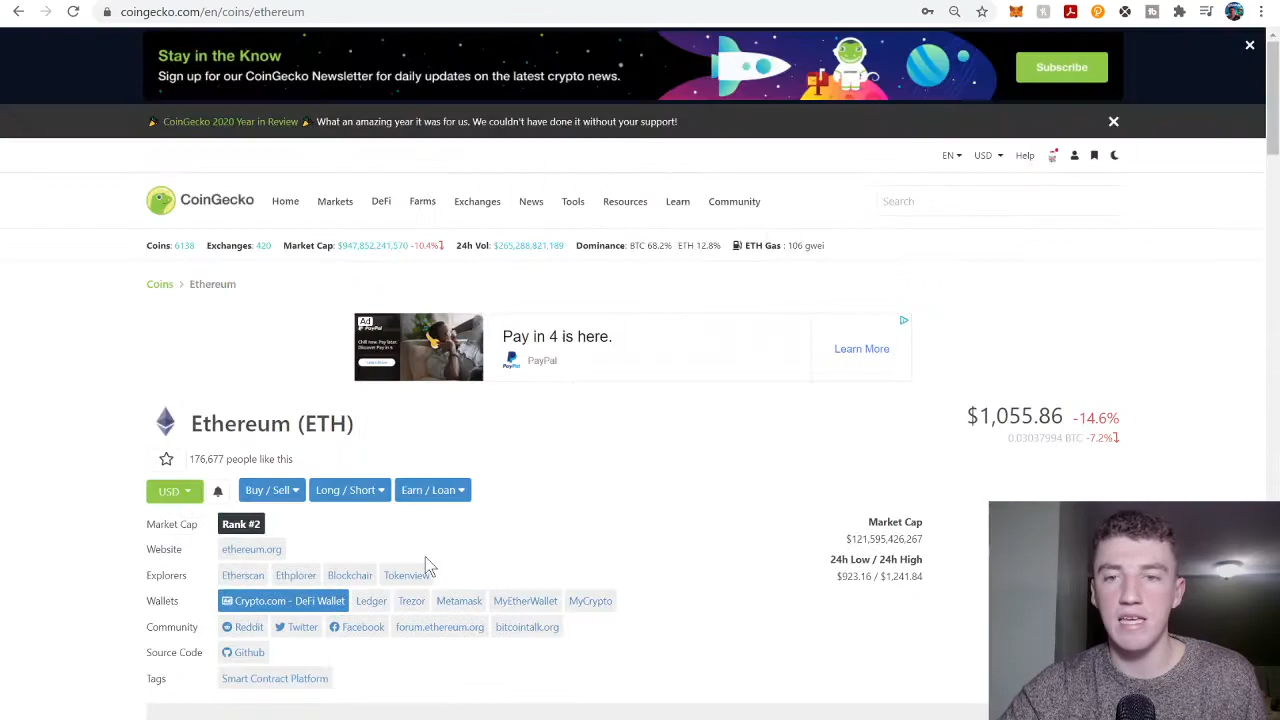 coingecko.com/en/coins/ethereum
Stay in the Know
Sign up for our CoinGecko Newsletter for daily updates on the latest crypto news.
Subscribe
CoinGecko 2020 Year in Review What an amazing year it was for us. We couldn't have done it without your support!
EN USD Help
CoinGecko Home Markets DeFi Farms Exchanges News Tools Resources Learn Community Search
Coins: 6138 Exchanges: 420 Market Cap: $947,852,241,570 -10.4% 24h Vol: $265,288,821,189 Dominance: BTC 68.2% ETH 12.8% ETH Gas : 106 gwei
Coins > Ethereum
Ad
PayPal
Pay in 4 is here.
PayPal
PayPal
Learn More
Ethereum (ETH)
$1,055.86 -14.6%
0.03037994 BTC -7.2%
176,677 people like this
USD Buy / Sell Long / Short Earn / Loan
Market Cap Rank #2
Website ethereum.org
Explorers Etherscan Ethplorer Blockchair Tokenview
Wallets Ad Crypto.com - DeFi Wallet Ledger Trezor Metamask MyEtherWallet MyCrypto
Community Reddit Twitter Facebook forum.ethereum.org bitcointalk.org
Source Code Github
Tags Smart Contract Platform
Market Cap
$121,595,426,267
24h Low / 24h High
$923.16 / $1,241.84